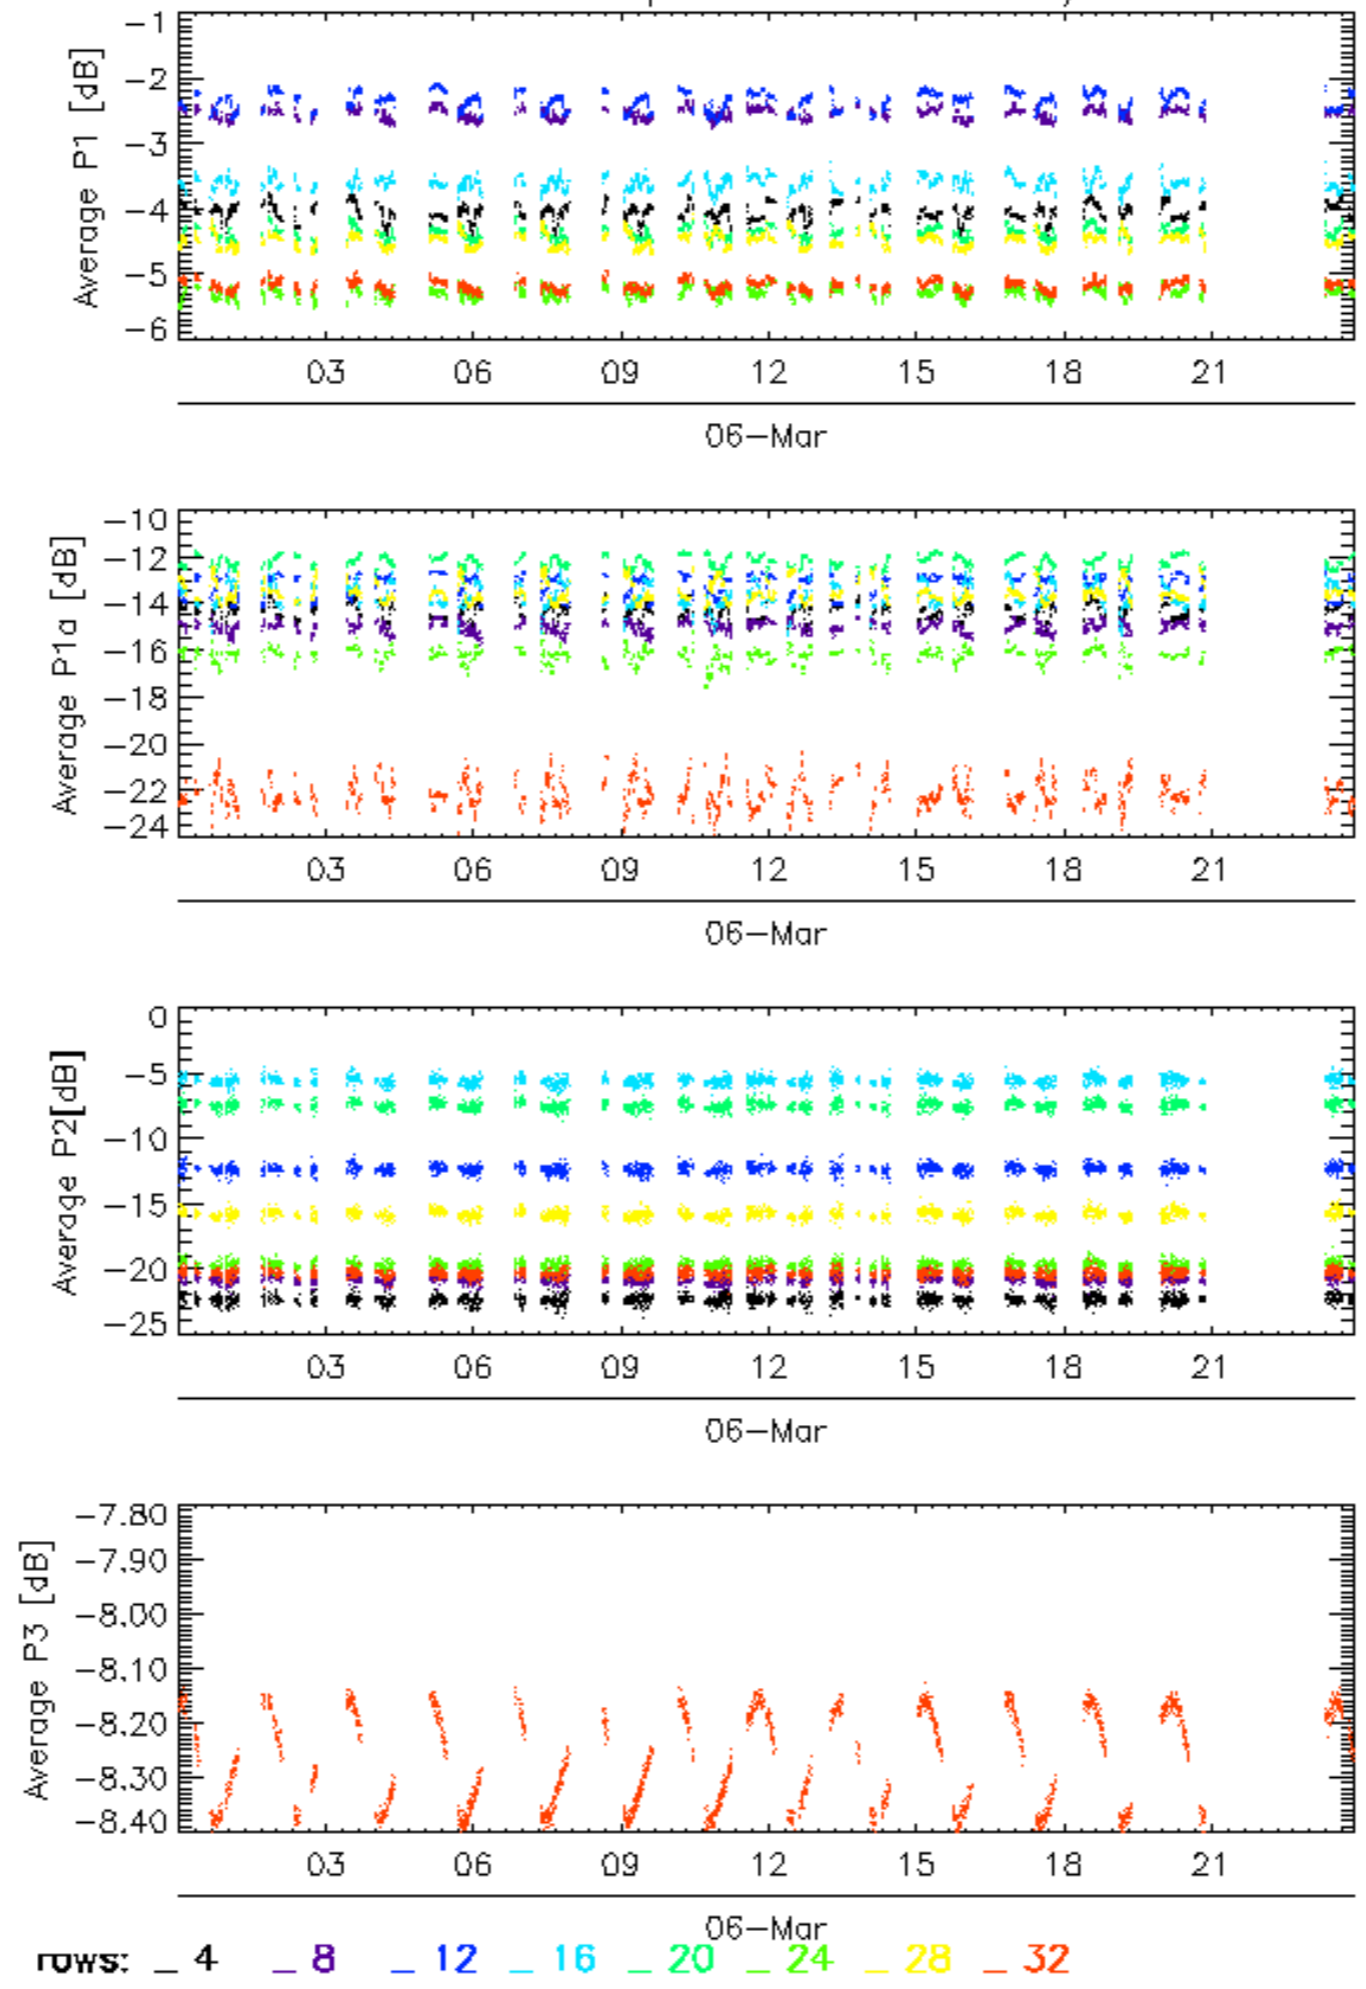 Average P1 [dB]
-1
-2
-3
-4
-5
-6
03 06 09 12 15 18 21
06-Mar
Average P1a [dB]
-10
-12
-14
-16
-18
-20
-22
-24
03 06 09 12 15 18 21
06-Mar
Average P2[dB]
0
-5
-10
-15
-20
-25
03 06 09 12 15 18 21
06-Mar
Average P3 [dB]
-7.80
-7.90
-8.00
-8.10
-8.20
-8.30
-8.40
03 06 09 12 15 18 21
06-Mar
rows: _ 4 _ 8 _ 12 _ 16 _ 20 _ 24 _ 28 _ 32